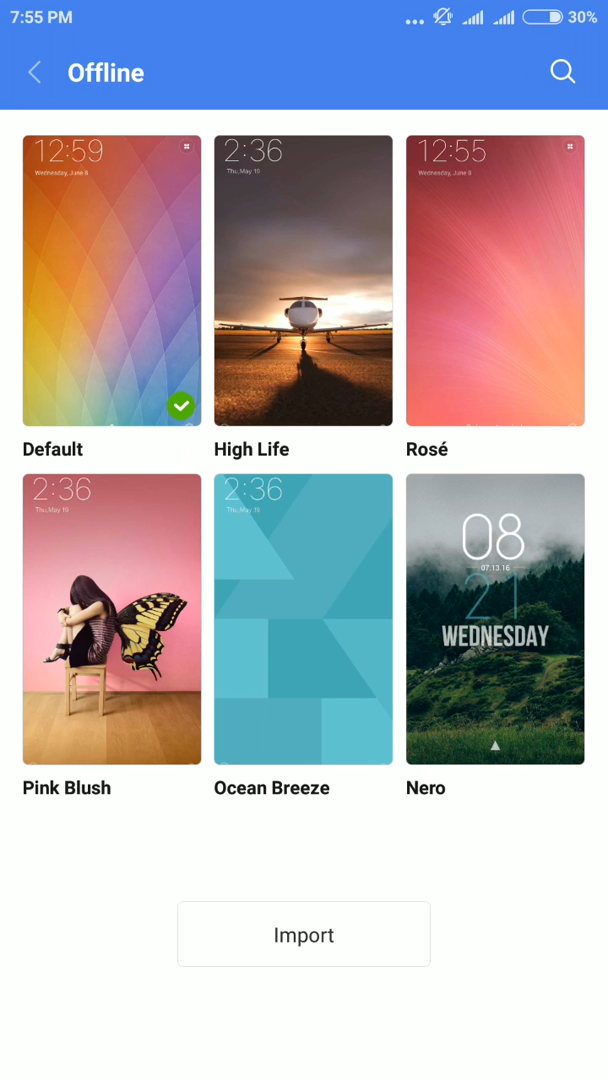 7:55 PM
30%
Offline
12:59
Wednesday, June 8
2:36
Thu,May 19
12:55
Wednesday, June 8
Default
High Life
Rosé
2:36
Thu,May 19
2:36
Thu,May 19
08
07.13.16
21
WEDNESDAY
Pink Blush
Ocean Breeze
Nero
Import